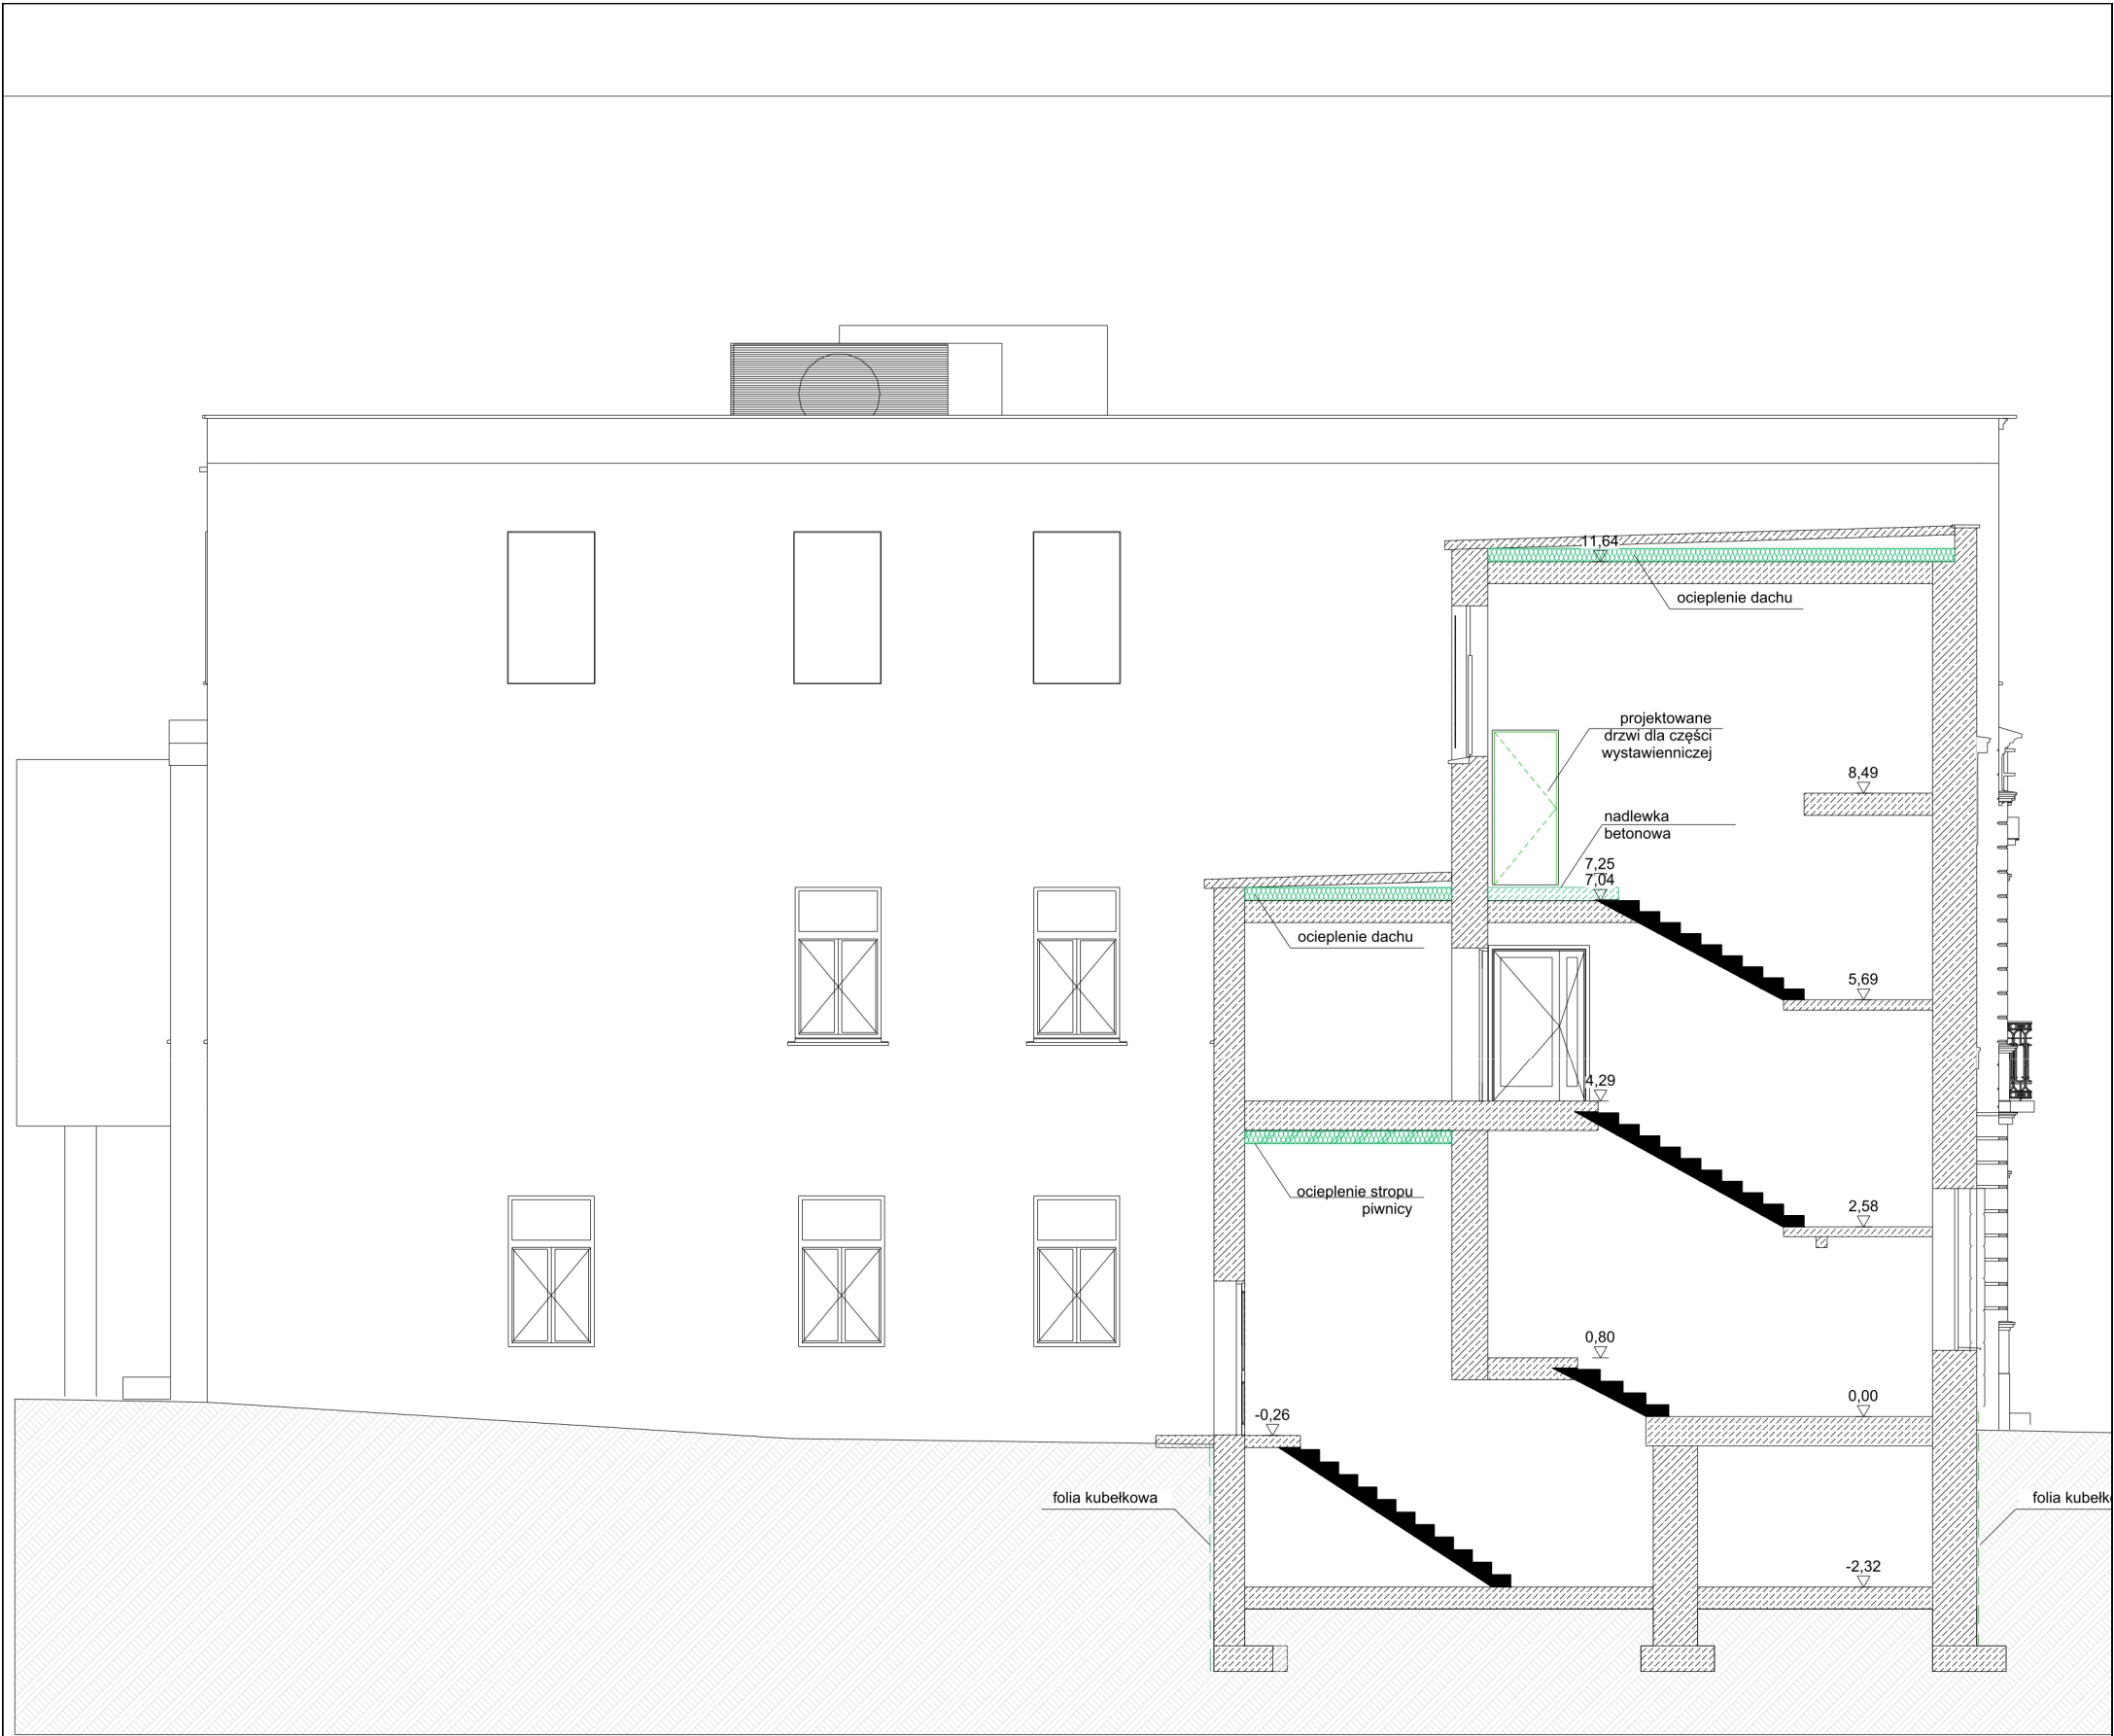 11,64
ocieplenie dachu
projektowane
drzwi dla części
wystawienniczej
8,49
nadlewka
betonowa
7,25
7,04
ocieplenie dachu
5,69
4,29
ocieplenie stropu
piwnicy
2,58
0,80
0,00
-0,26
folia kubełkowa
folia kubełk
-2,32